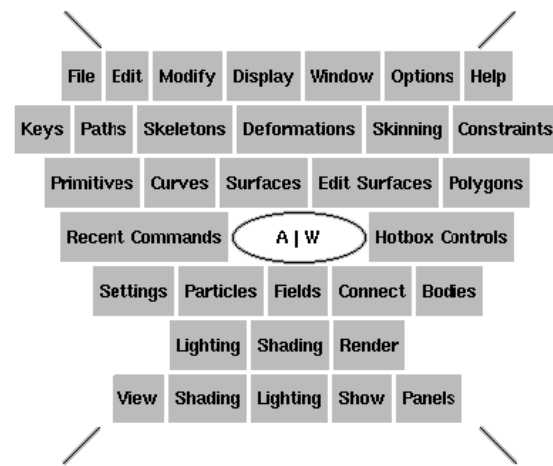 File Edit Modify Display Window Options Help
Keys Paths Skeletons Deformations Skinning Constraints
Primitives Curves Surfaces Edit Surfaces Polygons
Recent Commands A | W Hotbox Controls
Settings Particles Fields Connect Bodies
Lighting Shading Render
View Shading Lighting Show Panels